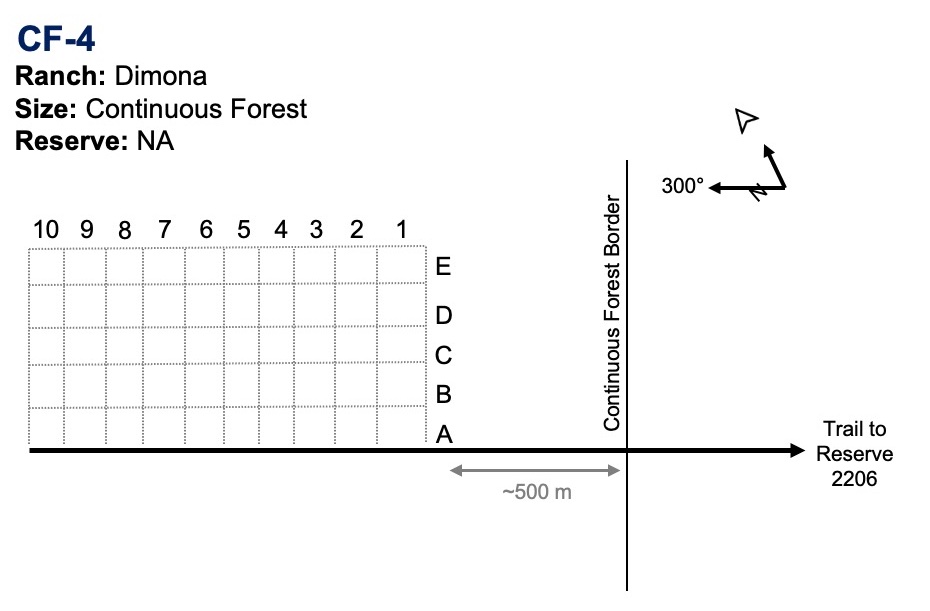 CF-4
Ranch: Dimona
Size: Continuous Forest
Reserve: NA
300°
N
Continuous Forest Border
10 9 8 7 6 5 4 3 2 1
E
D
C
B
A
Trail to
Reserve
2206
~500 m